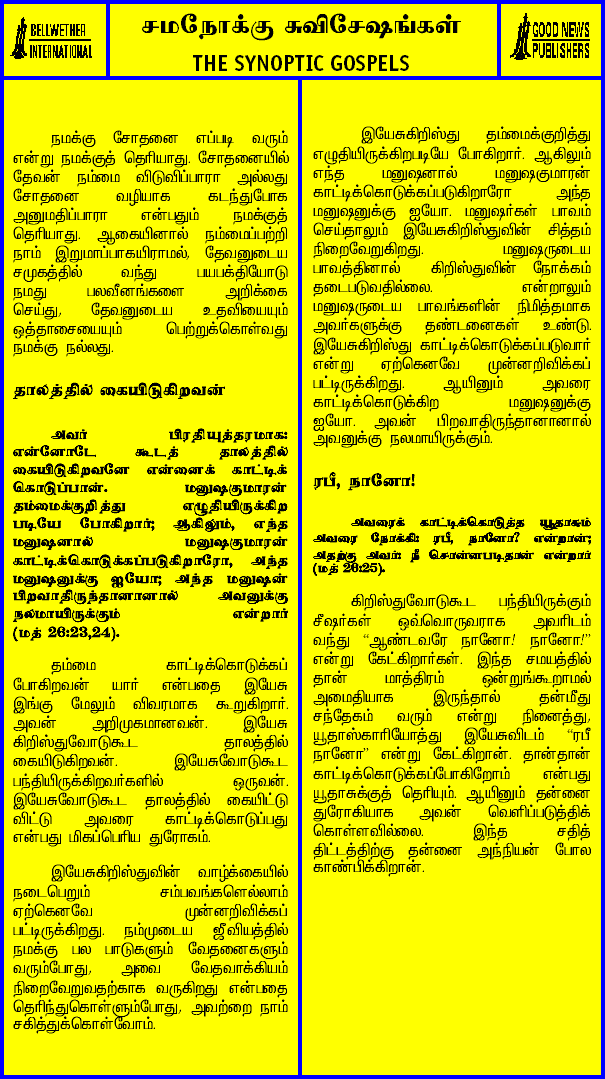 BELLWETHER
INTERNATIONAL
சமநோக்கு சுவிசேஷங்கள்
THE SYNOPTIC GOSPELS
GOOD NEWS
PUBLISHERS
நமக்கு சோதனை எப்படி வரும்
என்று நமக்குத் தெரியாது. சோதனையில்
தேவன் நம்மை விடுவிப்பாரா அல்லது
சோதனை வழியாக கடந்துபோக
அனுமதிப்பாரா என்பதும் நமக்குத்
தெரியாது. ஆகையினால் நம்மைப்பற்றி
நாம் இறுமாப்பாகயிராமல், தேவனுடைய
சமுகத்தில் வந்து பயபக்தியோடு
நமது பலவீனங்களை அறிக்கை
செய்து, தேவனுடைய உதவியையும்
ஒத்தாசையையும் பெற்றுக்கொள்வது
நமக்கு நல்லது.
தாலத்தில் கையிடுகிறவன்
அவர் பிரதியுத்தரமாக:
என்னோடே கூடத் தாலத்தில்
கையிடுகிறவனே என்னைக் காட்டிக்
கொடுப்பான். மனுஷகுமாரன்
தம்மைக்குறித்து எழுதியிருக்கிற
படியே போகிறார்; ஆகிலும், எந்த
மனுஷனால் மனுஷகுமாரன்
காட்டிக்கொடுக்கப்படுகிறாரோ, அந்த
மனுஷனுக்கு ஐயோ; அந்த மனுஷன்
பிறவாதிருந்தானானால் அவனுக்கு
நலமாயிருக்கும் என்றார்
(மத் 26:23,24).
தம்மை காட்டிக்கொடுக்கப்
போகிறவன் யார் என்பதை இயேசு
இங்கு மேலும் விவரமாக கூறுகிறார்.
அவன் அறிமுகமானவன். இயேசு
கிறிஸ்துவோடுகூட தாலத்தில்
கையிடுகிறவன். இயேசுவோடுகூட
பந்தியிருக்கிறவர்களில் ஒருவன்.
இயேசுவோடுகூட தாலத்தில் கையிட்டு
விட்டு அவரை காட்டிக்கொடுப்பது
என்பது மிகப்பெரிய துரோகம்.
இயேசுகிறிஸ்துவின் வாழ்க்கையில்
நடைபெறும் சம்பவங்களெல்லாம்
ஏற்கெனவே முன்னறிவிக்கப்
பட்டிருக்கிறது. நம்முடைய ஜீவியத்தில்
நமக்கு பல பாடுகளும் வேதனைகளும்
வரும்போது, அவை வேதவாக்கியம்
நிறைவேறுவதற்காக வருகிறது என்பதை
தெரிந்துகொள்ளும்போது, அவற்றை நாம்
சகித்துக்கொள்வோம்.
இயேசுகிறிஸ்து தம்மைக்குறித்து
எழுதியிருக்கிறபடியே போகிறார். ஆகிலும்
எந்த மனுஷனால் மனுஷகுமாரன்
காட்டிக்கொடுக்கப்படுகிறாரோ அந்த
மனுஷனுக்கு ஐயோ. மனுஷர்கள் பாவம்
செய்தாலும் இயேசுகிறிஸ்துவின் சித்தம்
நிறைவேறுகிறது. மனுஷருடைய
பாவத்தினால் கிறிஸ்துவின் நோக்கம்
தடைபடுவதில்லை. என்றாலும்
மனுஷருடைய பாவங்களின் நிமித்தமாக
அவர்களுக்கு தண்டனைகள் உண்டு.
இயேசுகிறிஸ்து காட்டிக்கொடுக்கப்படுவார்
என்று ஏற்கெனவே முன்னறிவிக்கப்
பட்டிருக்கிறது. ஆயினும் அவரை
காட்டிக்கொடுக்கிற மனுஷனுக்கு
ஐயோ. அவன் பிறவாதிருந்தானானால்
அவனுக்கு நலமாயிருக்கும்.
ரபீ, நானோ!
அவரைக் காட்டிக்கொடுத்த யூதாசும்
அவரை நோக்கி: ரபீ, நானோ? என்றான்;
அதற்கு அவர்: நீ சொன்னபடிதான் என்றார்
(மத் 26:25).
கிறிஸ்துவோடுகூட பந்தியிருக்கும்
சீஷர்கள் ஒவ்வொருவராக அவரிடம்
வந்து “ஆண்டவரே நானோ! நானோ!”
என்று கேட்கிறார்கள். இந்த சமயத்தில்
தான் மாத்திரம் ஒன்றுங்கூறாமல்
அமைதியாக இருந்தால் தன்மீது
சந்தேகம் வரும் என்று நினைத்து,
யூதாஸ்காரியோத்து இயேசுவிடம் “ரபீ
நானோ” என்று கேட்கிறான். தான்தான்
காட்டிக்கொடுக்கப்போகிறோம் என்பது
யூதாசுக்குத் தெரியும். ஆயினும் தன்னை
துரோகியாக அவன் வெளிப்படுத்திக்
கொள்ளவில்லை. இந்த சதித்
திட்டத்திற்கு தன்னை அந்நியன் போல
காண்பிக்கிறான்.